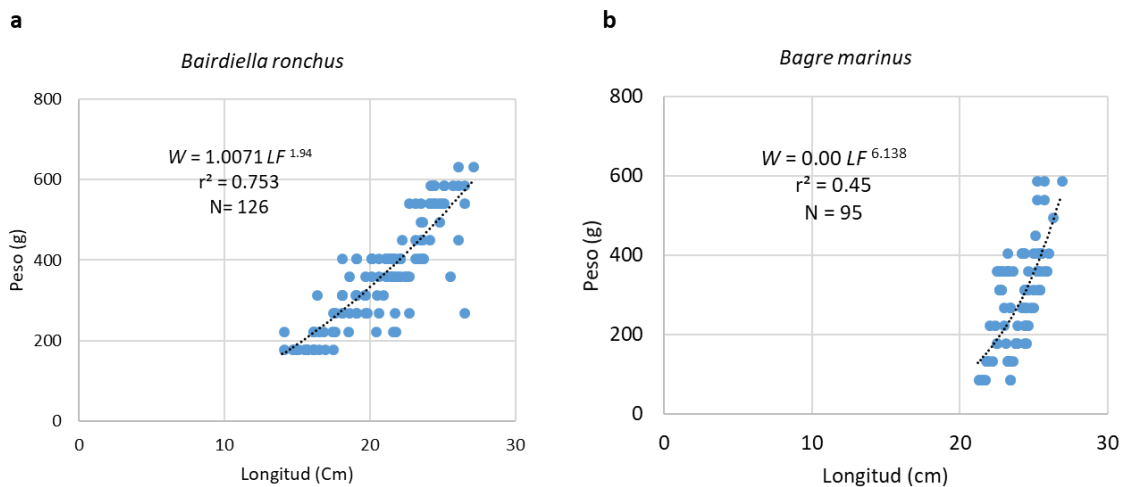 a
Bairdiella ronchus
800
600
400
200
0
0 10 20 30
Peso (g)
Longitud (Cm)
W = 1.0071 LF 1.94
r² = 0.753
N= 126
b
Bagre marinus
800
600
400
200
0
0 10 20 30
Peso (g)
Longitud (cm)
W = 0.00 LF 6.138
r² = 0.45
N = 95